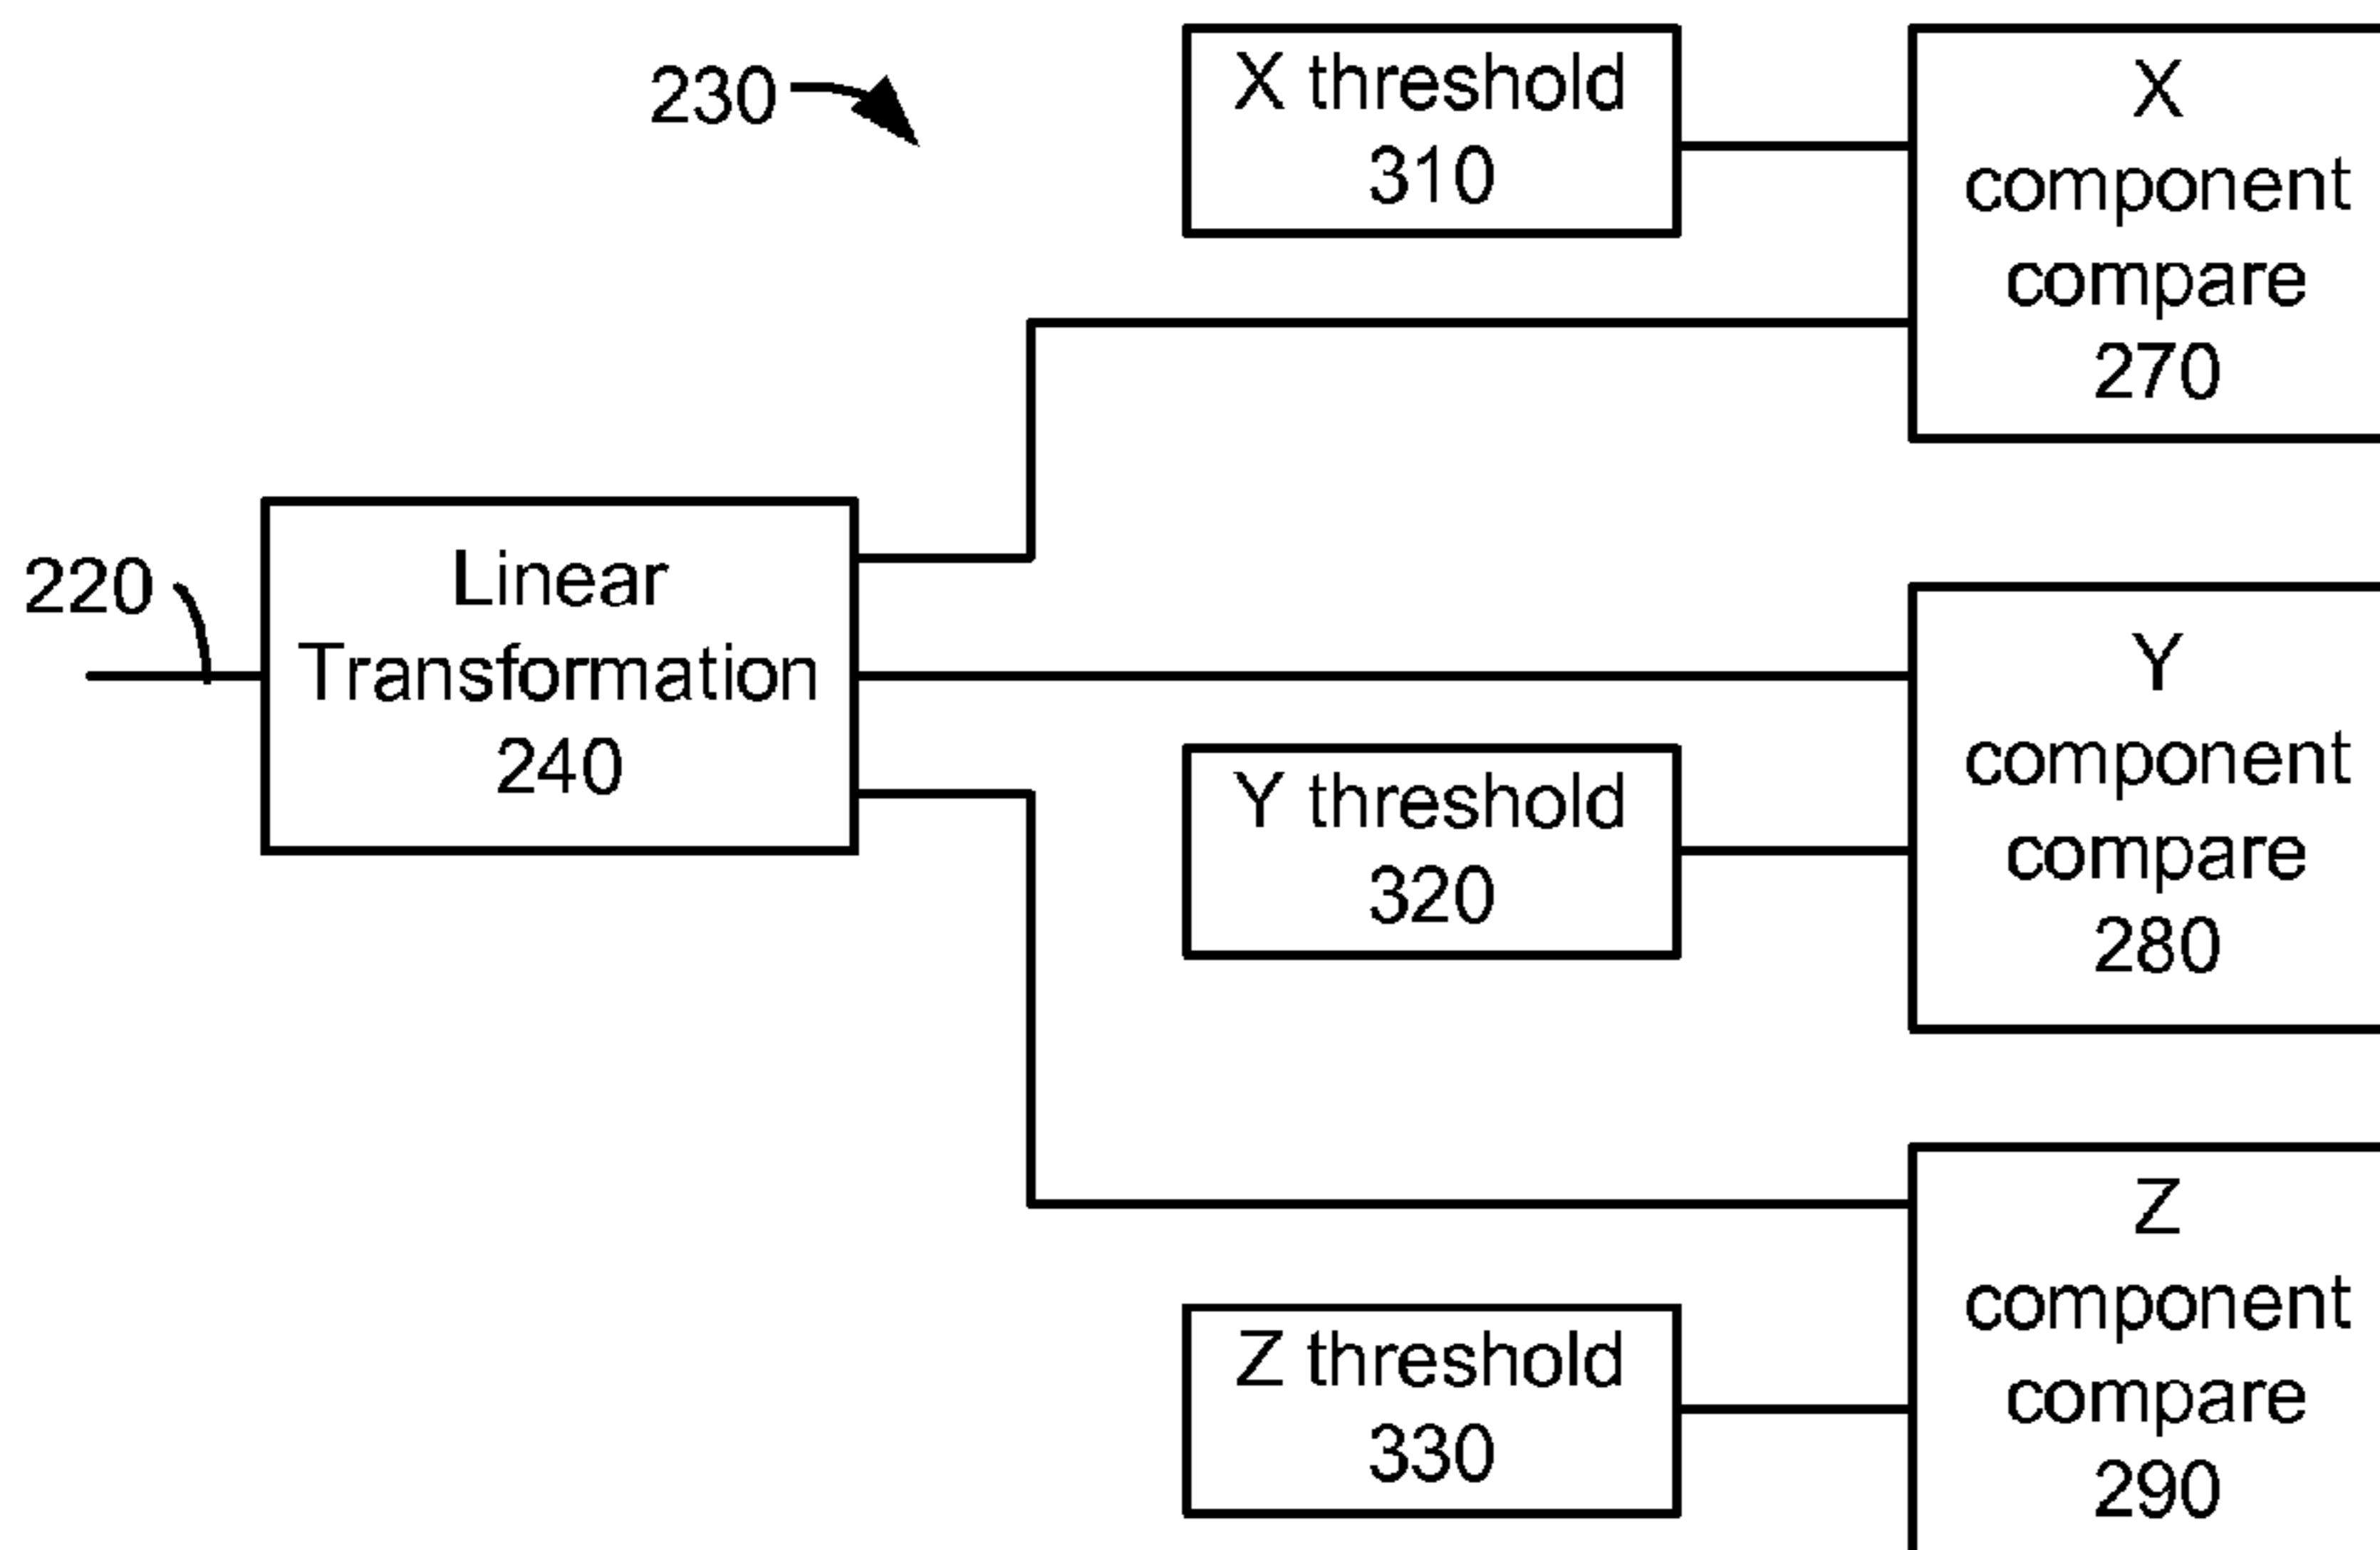 230
X threshold
310
X
component
compare
270
220
Linear
Transformation
240
Y threshold
320
Y
component
compare
280
Z threshold
330
Z
component
compare
290